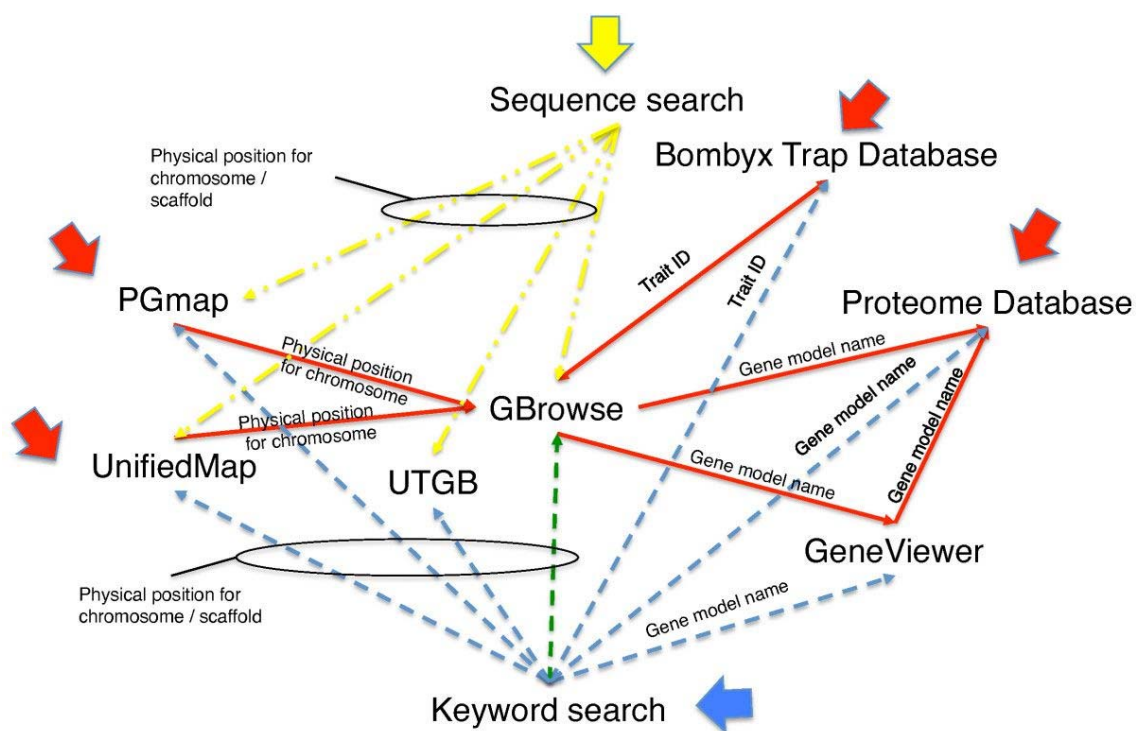 Sequence search
Bombyx Trap Database
Physical position for
chromosome /
scaffold
Trait ID
Trait ID
PGmap
Proteome Database
Physical position
for chromosome
Gene model name
Gene model name
Gene model name
GBrowse
Physical position
for chromosome
UnifiedMap
UTGB
Gene model name
GeneViewer
Physical position for
chromosome / scaffold
Gene model name
Keyword search